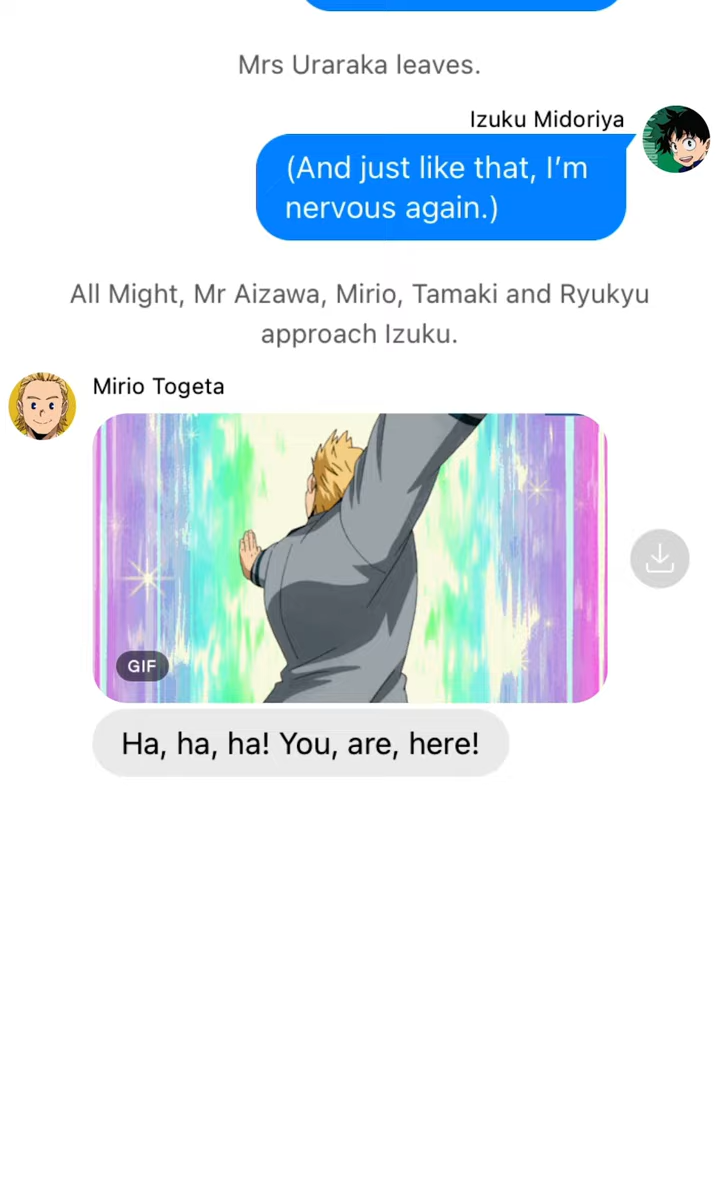 Mrs Uraraka leaves.
Izuku Midoriya
(And just like that, I’m
nervous again.)
All Might, Mr Aizawa, Mirio, Tamaki and Ryukyu
approach Izuku.
Mirio Togeta
GIF
Ha, ha, ha! You, are, here!